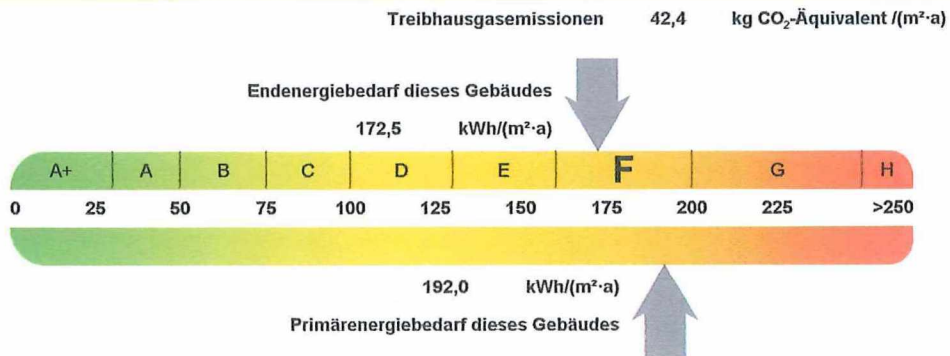 Treibhausgasemissionen 42,4 kg CO₂-Äquivalent /(m²·a)
Endenergiebedarf dieses Gebäudes
172,5 kWh/(m²·a)
A+ A B C D E F G H
0 25 50 75 100 125 150 175 200 225 >250
192,0 kWh/(m²·a)
Primärenergiebedarf dieses Gebäudes